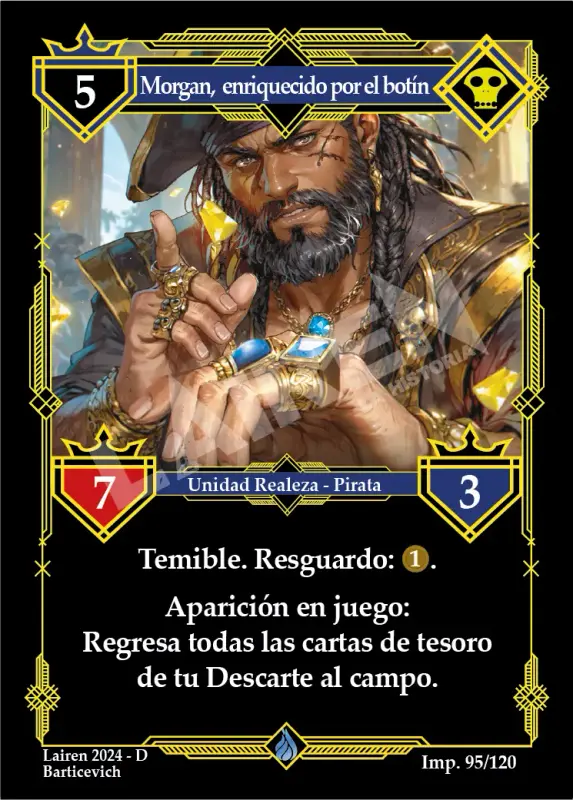 5
Morgan, enriquecido por el botín
7
Unidad Realeza - Pirata
3
Temible. Resguardo: 1.
Aparición en juego:
Regresa todas las cartas de tesoro
de tu Descarte al campo.
Lairen 2024 - D
Barticevich
Imp. 95/120